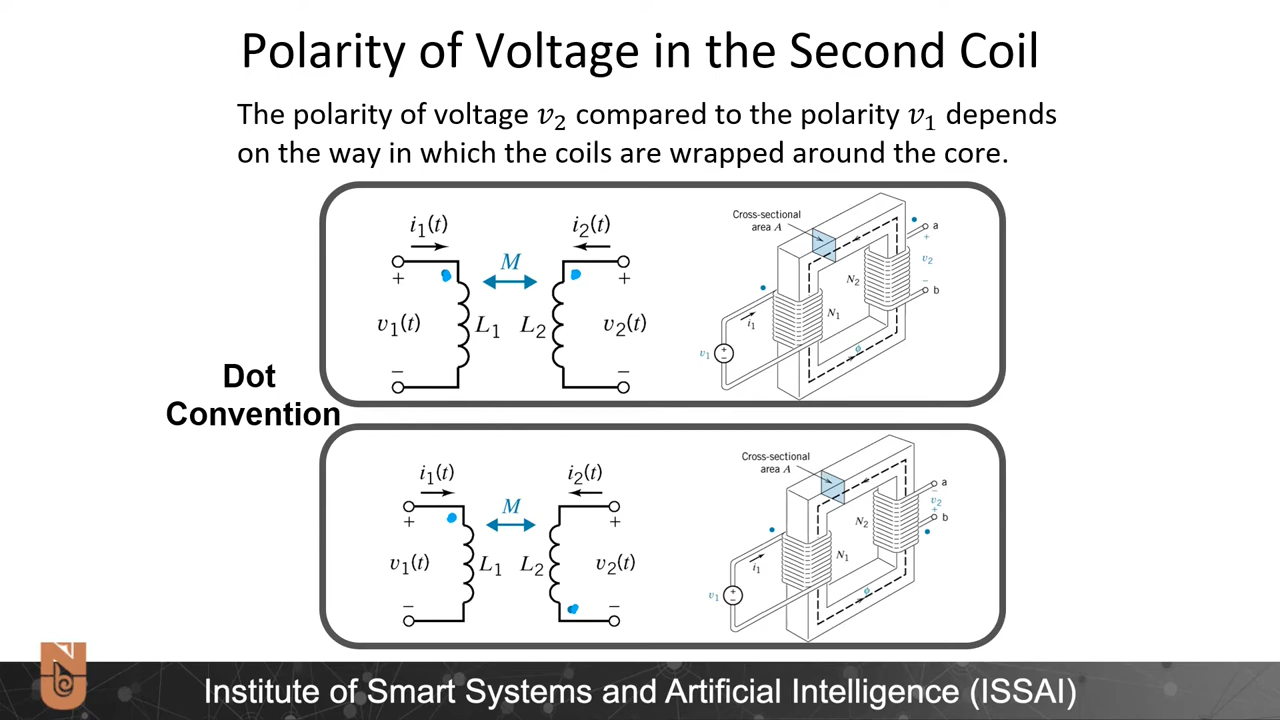 Polarity of Voltage in the Second Coil
The polarity of voltage v₂ compared to the polarity v₁ depends
on the way in which the coils are wrapped around the core.
i₁(t)
i₂(t)
M
+
+
v₁(t)
L₁
L₂
v₂(t)
−
−
Cross-sectional
area A
a
+
v₂
−
b
N₂
N₁
i₁
v₁
+
−
ϕ
Dot
Convention
i₁(t)
i₂(t)
M
+
+
v₁(t)
L₁
L₂
v₂(t)
−
−
Cross-sectional
area A
a
−
v₂
+
b
N₂
N₁
i₁
v₁
+
−
ϕ
Institute of Smart Systems and Artificial Intelligence (ISSAI)